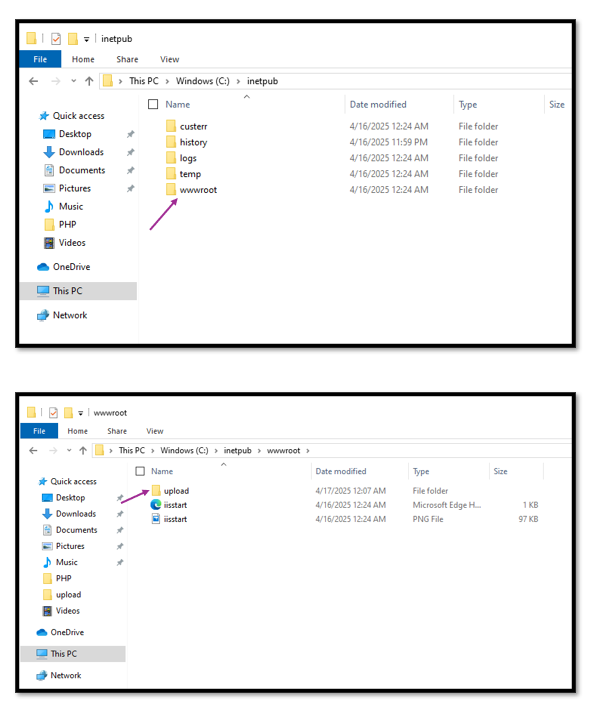 inetpub
File Home Share View
This PC > Windows (C:) > inetpub
Name Date modified Type Size
Quick access
Desktop
Downloads
Documents
Pictures
Music
PHP
Videos
OneDrive
This PC
Network
custerr 4/16/2025 12:24 AM File folder
history 4/16/2025 11:59 PM File folder
logs 4/16/2025 12:24 AM File folder
temp 4/16/2025 12:24 AM File folder
wwwroot 4/16/2025 12:24 AM File folder
wwwroot
File Home Share View
This PC > Windows (C:) > inetpub > wwwroot >
Name Date modified Type Size
Quick access
Desktop
Downloads
Documents
Pictures
Music
PHP
upload
Videos
OneDrive
This PC
Network
upload 4/17/2025 12:07 AM File folder
iisstart 4/16/2025 12:24 AM Microsoft Edge H... 1 KB
iisstart 4/16/2025 12:24 AM PNG File 97 KB